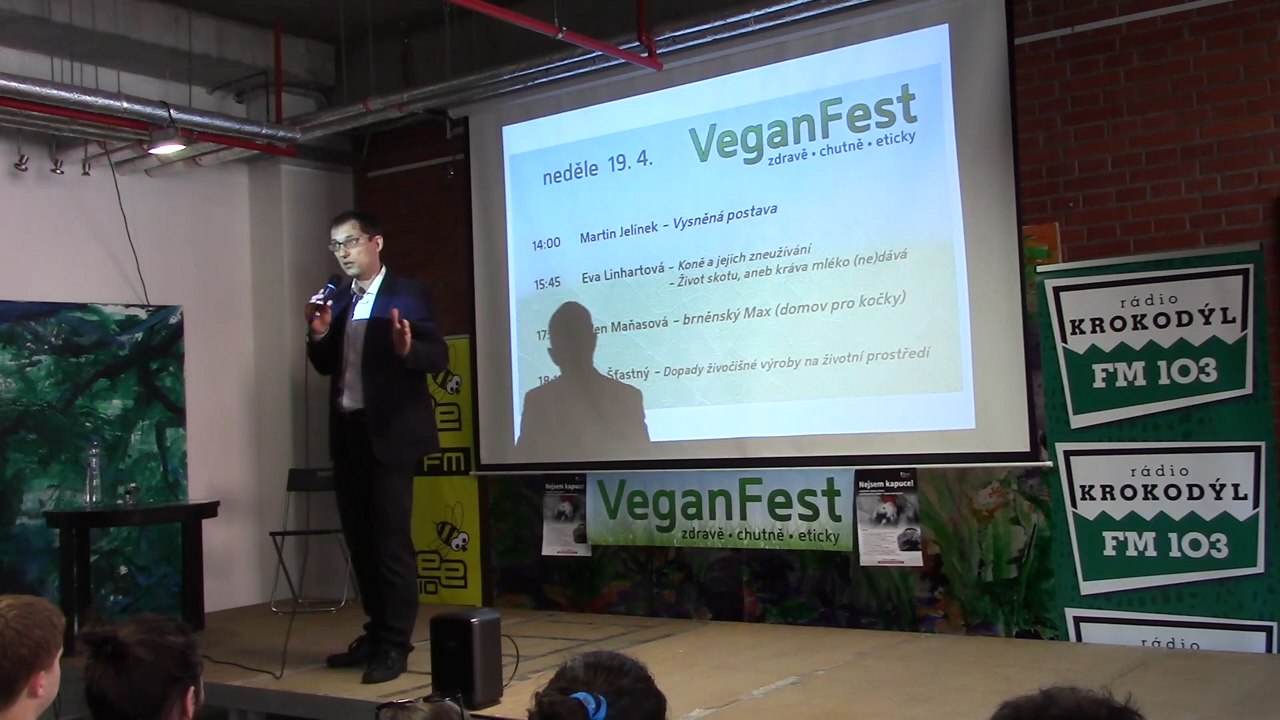 VeganFest
zdravě • chutně • eticky
neděle 19. 4.
14:00 Martin Jelínek – Vysněná postava
15:45 Eva Linhartová – Koně a jejich zneužívání
– Život skotu, aneb kráva mléko (ne)dává
Maňasová – brněnský Max (domov pro kočky)
Šťastný – Dopady živočišné výroby na životní prostředí
FM
VeganFest
zdravě • chutně • eticky
Nejsem kapuce!
Nejsem kapuce!
rádio
KROKODÝL
FM 103
rádio
KROKODÝL
FM 103
rádio